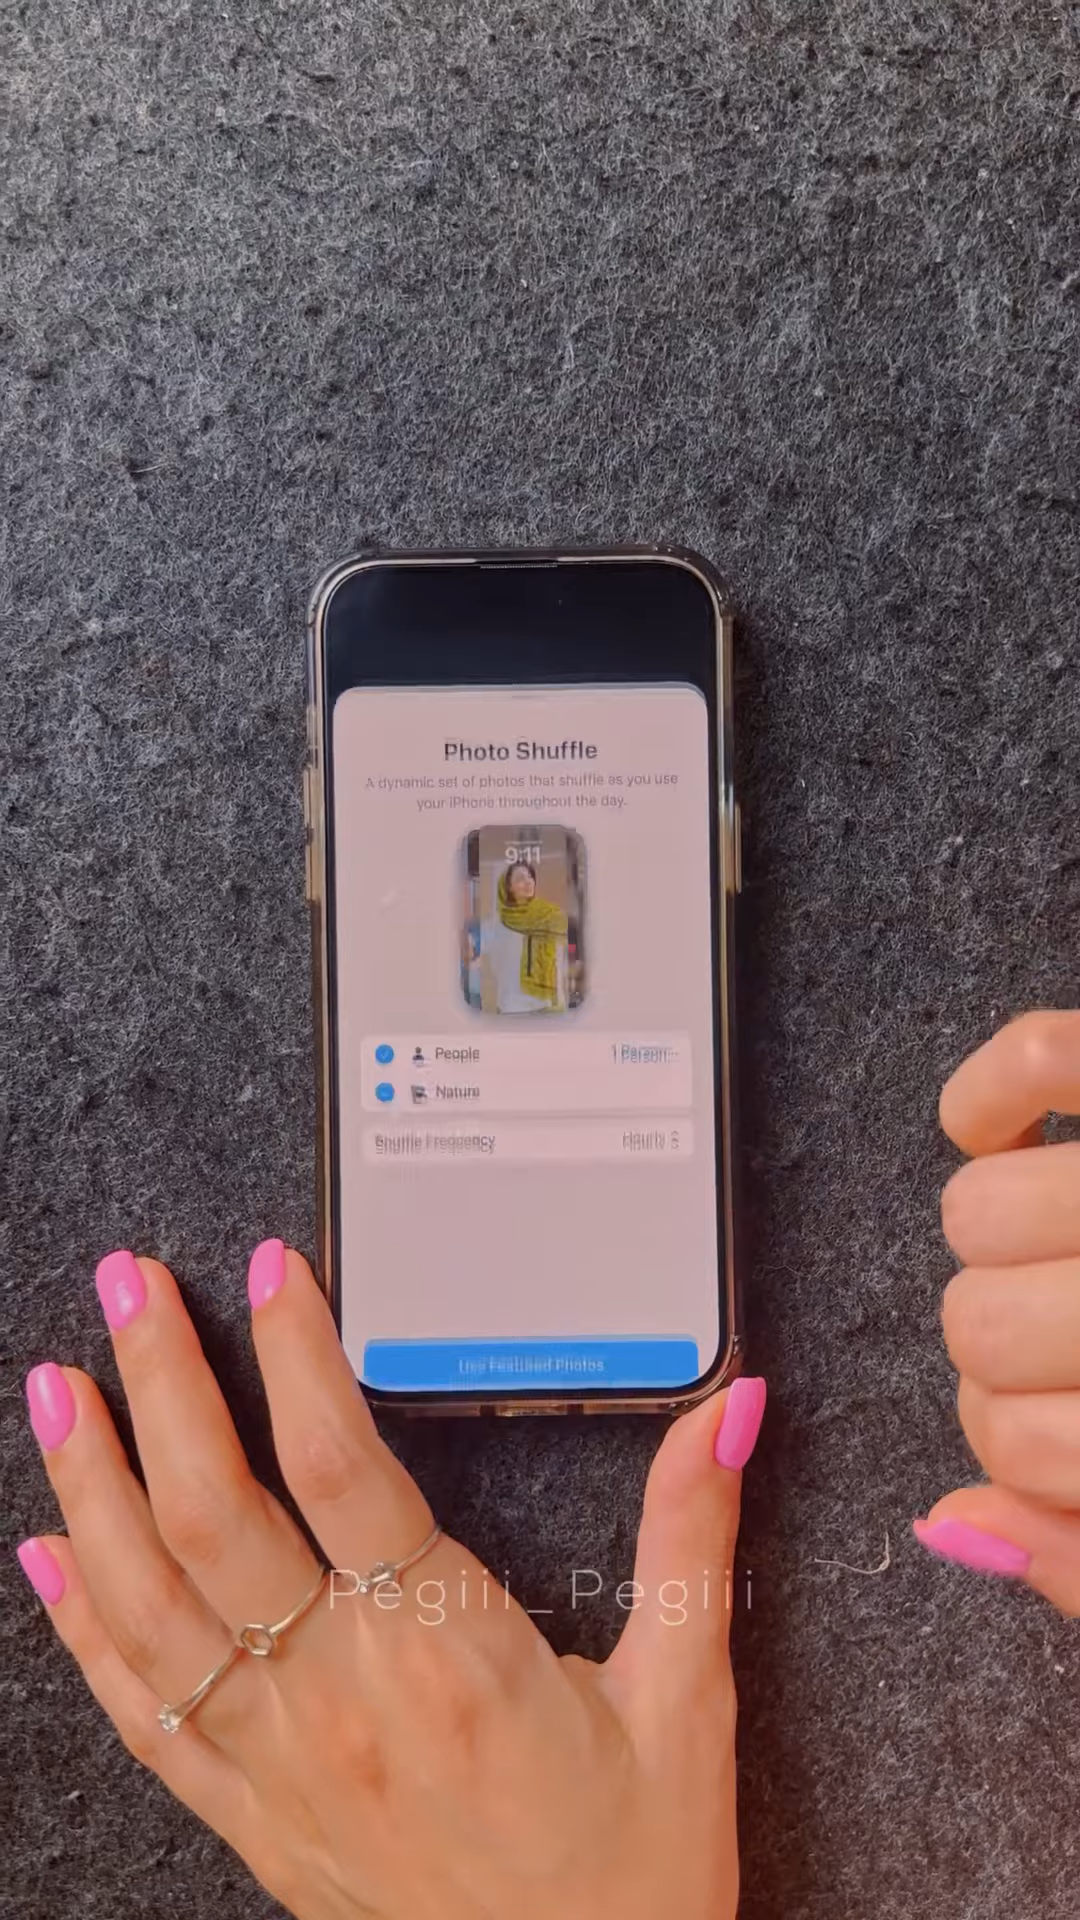 Photo Shuffle
A dynamic set of photos that shuffle as you use
your iPhone throughout the day.
9:11
People 1 Person...
Nature
Shuffle Frequency Hourly
Use Featured Photos
Pegiii_Pegiii